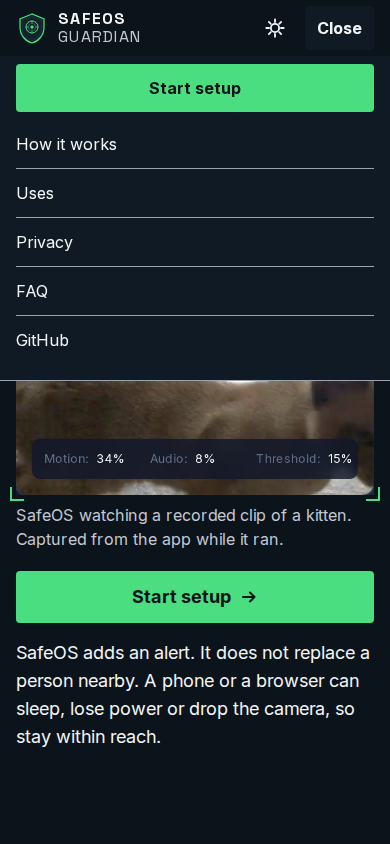 SAFEOS
GUARDIAN
Close
Start setup
How it works
Uses
Privacy
FAQ
GitHub
Motion: 34% Audio: 8% Threshold: 15%
SafeOS watching a recorded clip of a kitten.
Captured from the app while it ran.
Start setup →
SafeOS adds an alert. It does not replace a
person nearby. A phone or a browser can
sleep, lose power or drop the camera, so
stay within reach.